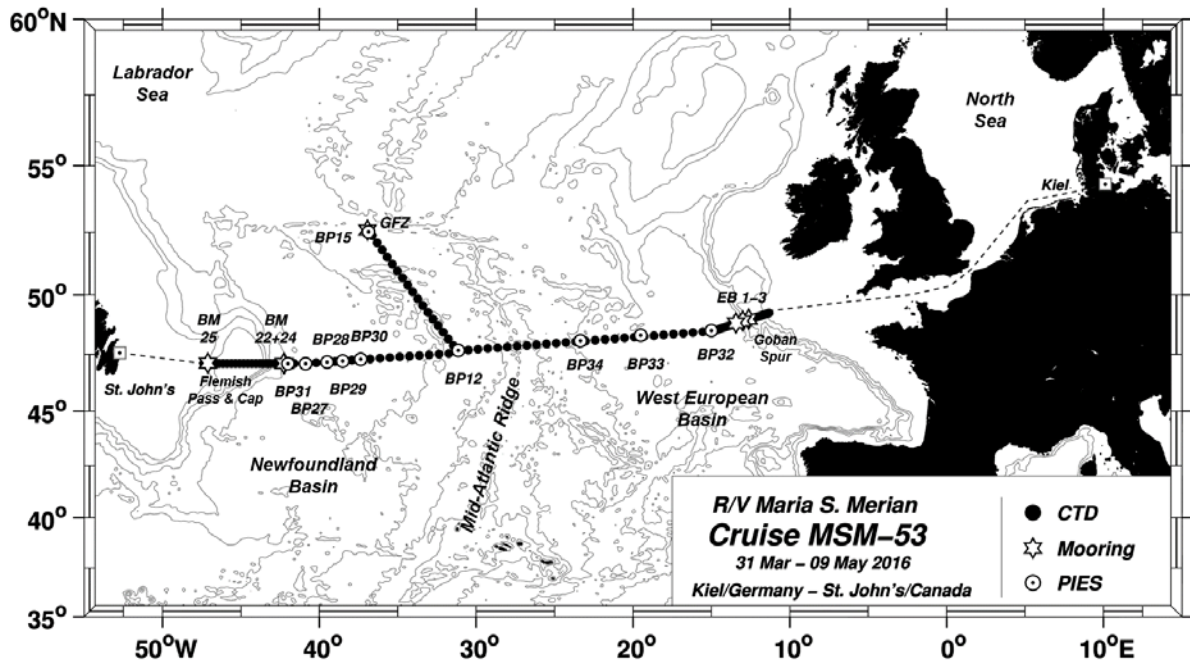 60°N
55°
50°
45°
40°
35°
50°W
40°
30°
20°
10°
0°
10°E
Labrador
Sea
North
Sea
Kiel
GFZ
BP15
EB 1–3
BM
25
BM
22+24
BP28
BP30
St. John's
Flemish
Pass & Cap
BP31
BP27
BP29
BP12
BP34
BP33
BP32
Goban
Spur
West European
Basin
Newfoundland
Basin
Mid-Atlantic Ridge
R/V Maria S. Merian
Cruise MSM–53
31 Mar – 09 May 2016
Kiel/Germany – St. John's/Canada
CTD
Mooring
PIES